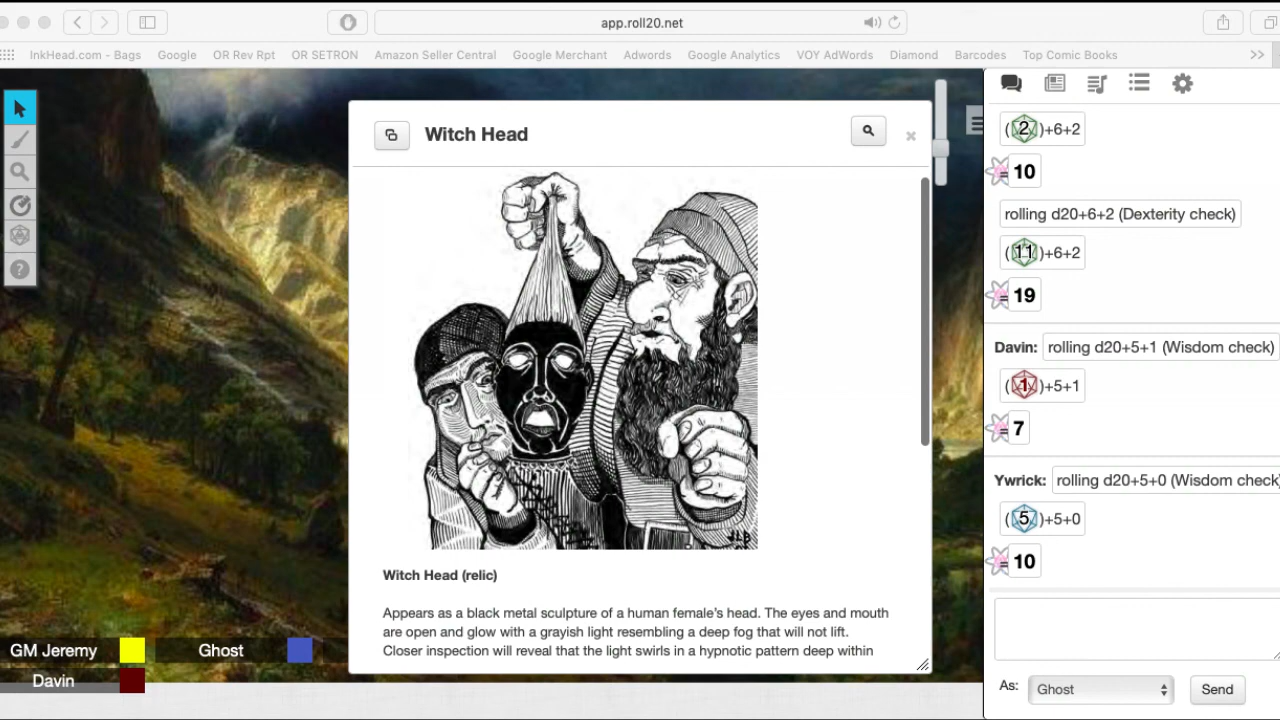 app.roll20.net
InkHead.com - Bags Google OR Rev Rpt OR SETRON Amazon Seller Central Google Merchant Adwords Google Analytics VOY AdWords Diamond Barcodes Top Comic Books >>
Witch Head
Witch Head (relic)
Appears as a black metal sculpture of a human female's head. The eyes and mouth
are open and glow with a grayish light resembling a deep fog that will not lift.
Closer inspection will reveal that the light swirls in a hypnotic pattern deep within
GM Jeremy
Ghost
Davin
(2)+6+2
=10
rolling d20+6+2 (Dexterity check)
(11)+6+2
=19
Davin: rolling d20+5+1 (Wisdom check)
(1)+5+1
=7
Ywrick: rolling d20+5+0 (Wisdom check
(5)+5+0
=10
As: Ghost Send